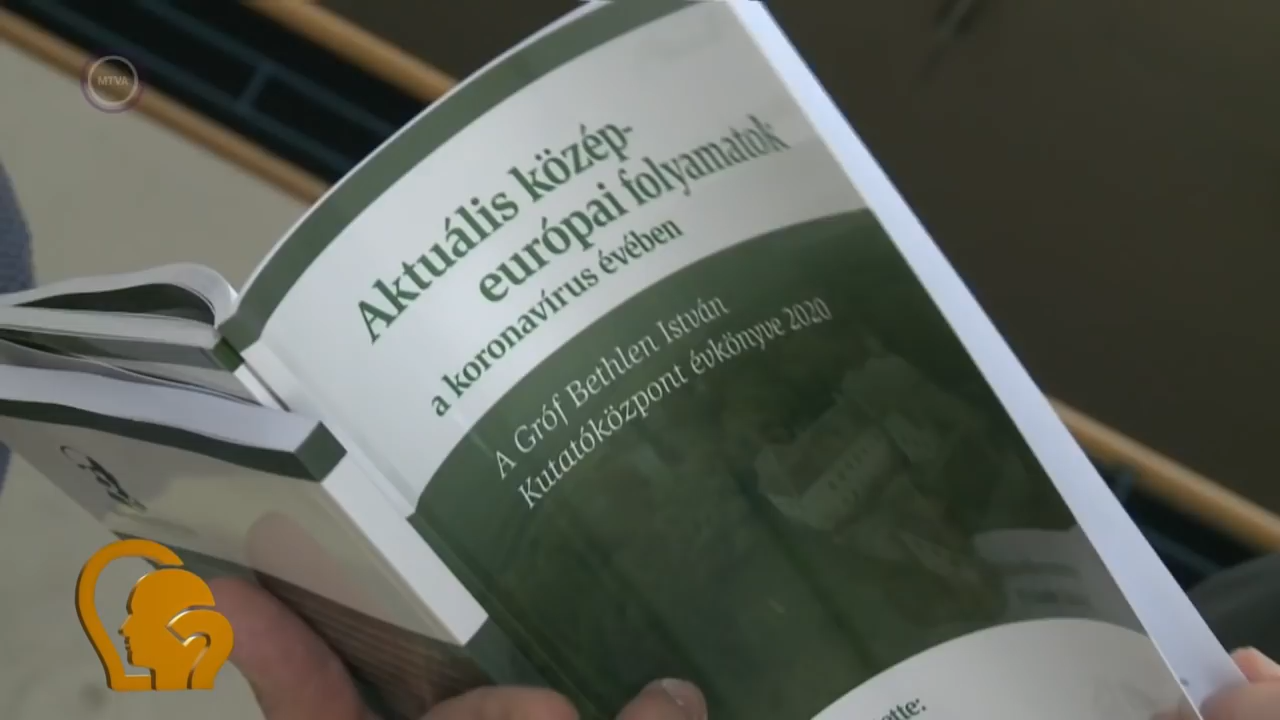 MTVA
Aktuális közép-
európai folyamatok
a koronavírus évében
A Gróf Bethlen István
Kutatóközpont évkönyve 2020